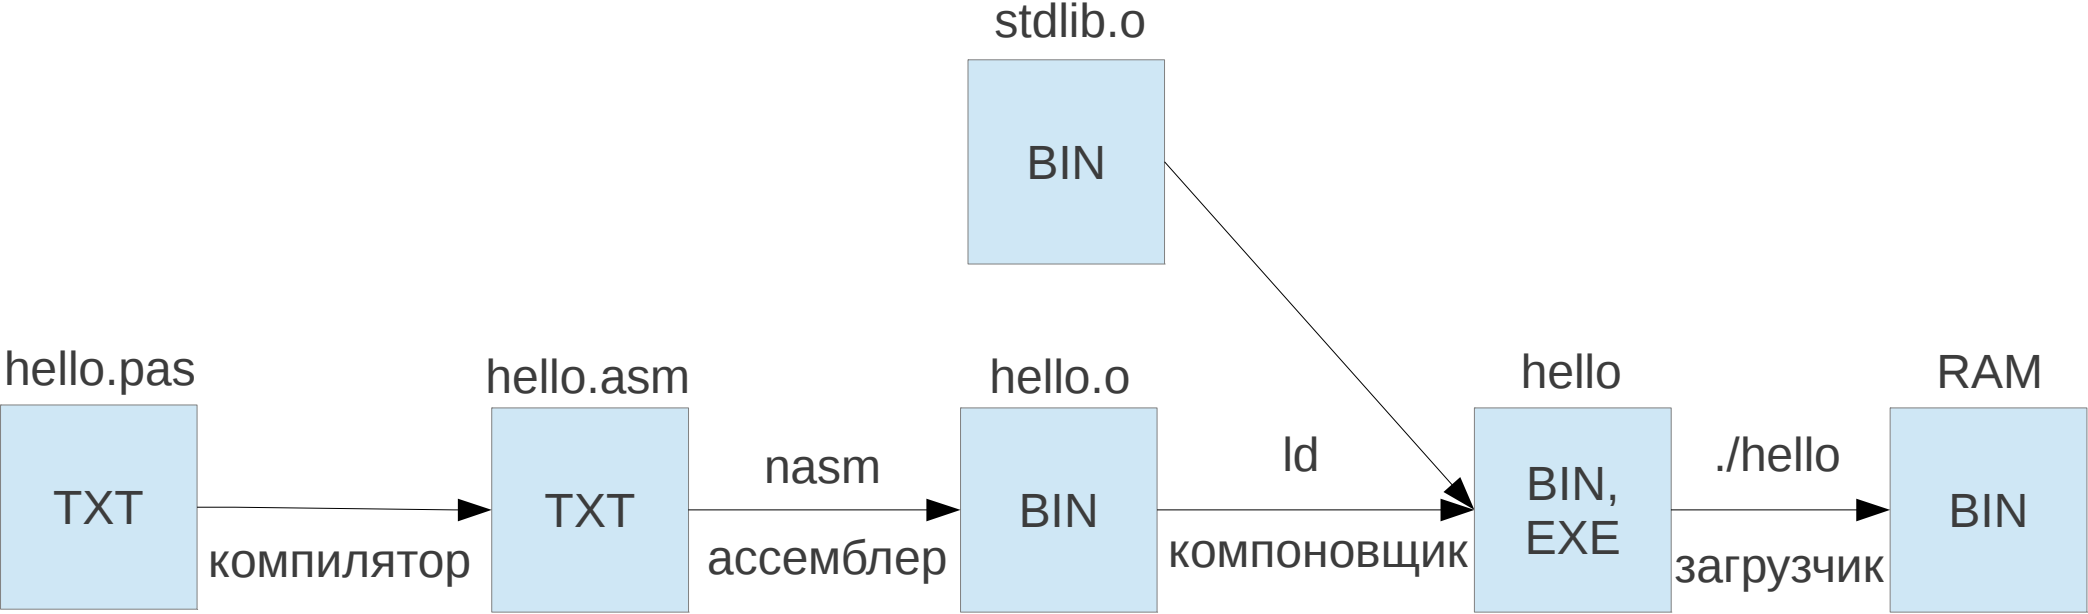 stdlib.o
BIN
hello.pas
hello.asm
hello.o
hello
RAM
TXT
компилятор
TXT
nasm
ассемблер
BIN
ld
компоновщик
BIN,
EXE
./hello
загрузчик
BIN